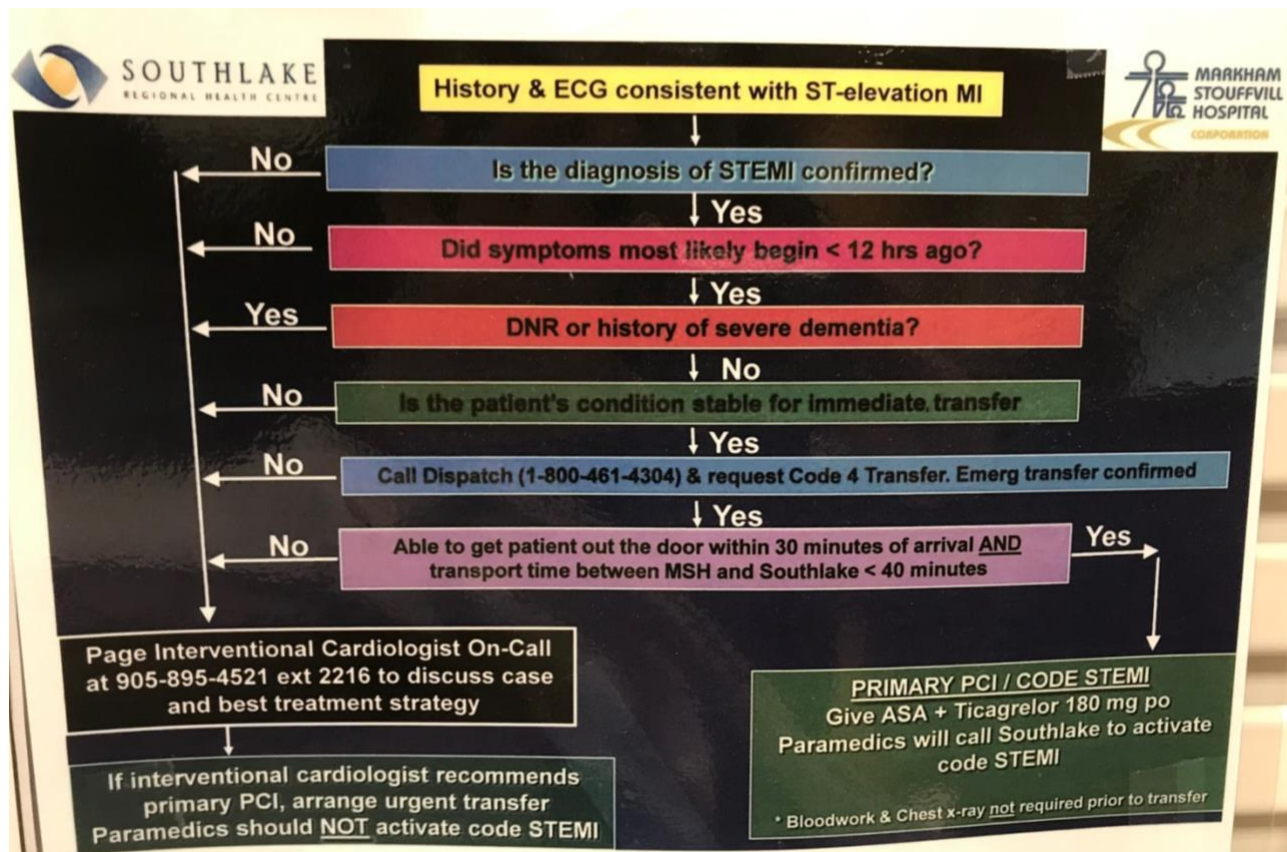 SOUTHLAKE
REGIONAL HEALTH CENTRE
MARKHAM
STOUFFVILL
HOSPITAL
CORPORATION
History & ECG consistent with ST-elevation MI
No
Is the diagnosis of STEMI confirmed?
Yes
No
Did symptoms most likely begin < 12 hrs ago?
Yes
Yes
DNR or history of severe dementia?
No
No
Is the patient's condition stable for immediate transfer
Yes
No
Call Dispatch (1-800-461-4304) & request Code 4 Transfer. Emerg transfer confirmed
Yes
No
Able to get patient out the door within 30 minutes of arrival AND
transport time between MSH and Southlake < 40 minutes
Yes
Page Interventional Cardiologist On-Call
at 905-895-4521 ext 2216 to discuss case
and best treatment strategy
If interventional cardiologist recommends
primary PCI, arrange urgent transfer
Paramedics should NOT activate code STEMI
PRIMARY PCI / CODE STEMI
Give ASA + Ticagrelor 180 mg po
Paramedics will call Southlake to activate
code STEMI
* Bloodwork & Chest x-ray not required prior to transfer